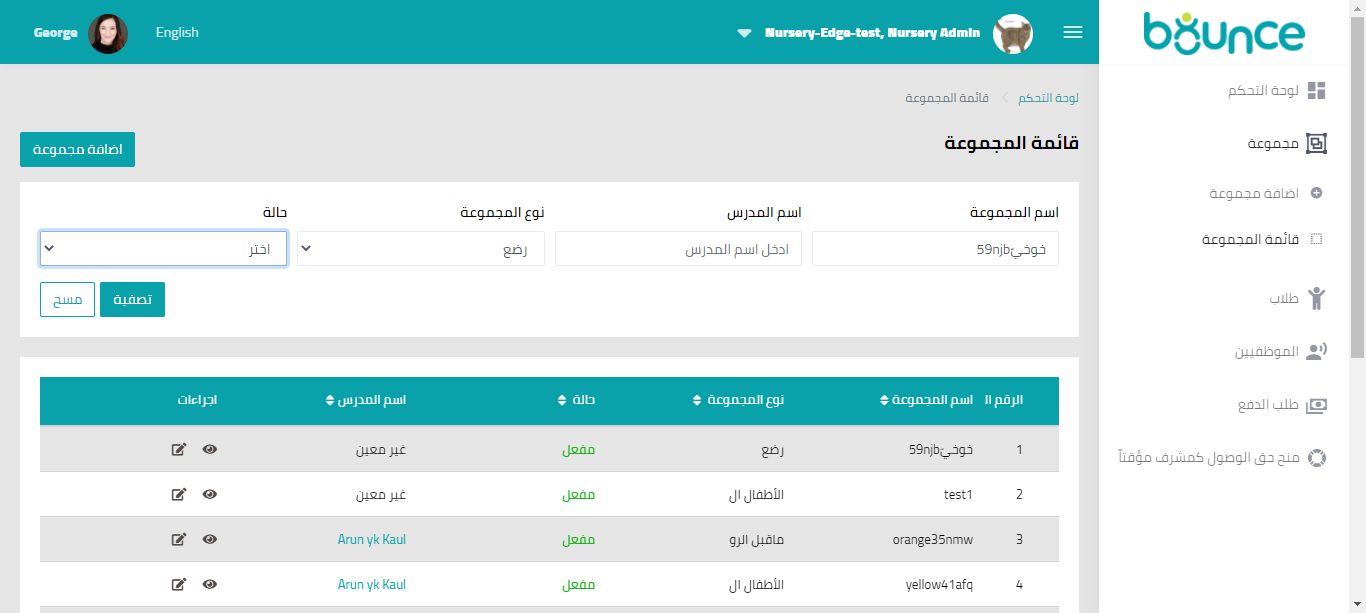 bounce
Nursery-Edge-test, Nursery Admin
English
George
لوحة التحكم
مجموعة
اضافة مجموعة
قائمة المجموعة
طلاب
الموظفيين
طلب الدفع
منح حق الوصول كمشرف مؤقتاً
لوحة التحكم
قائمة المجموعة
قائمة المجموعة
اضافة مجموعة
اسم المجموعة
اسم المدرس
نوع المجموعة
حالة
ادخل اسم المدرس
رضع
اختر
تصفية
مسح
الرقم ال اسم المجموعة نوع المجموعة حالة اسم المدرس اجراءات
1 رضع مفعل غير معين
2 test1 الأطفال ال مفعل غير معين
3 orange35nmw ماقبل الرو مفعل Arun yk Kaul
4 yellow41afq الأطفال ال مفعل Arun yk Kaul